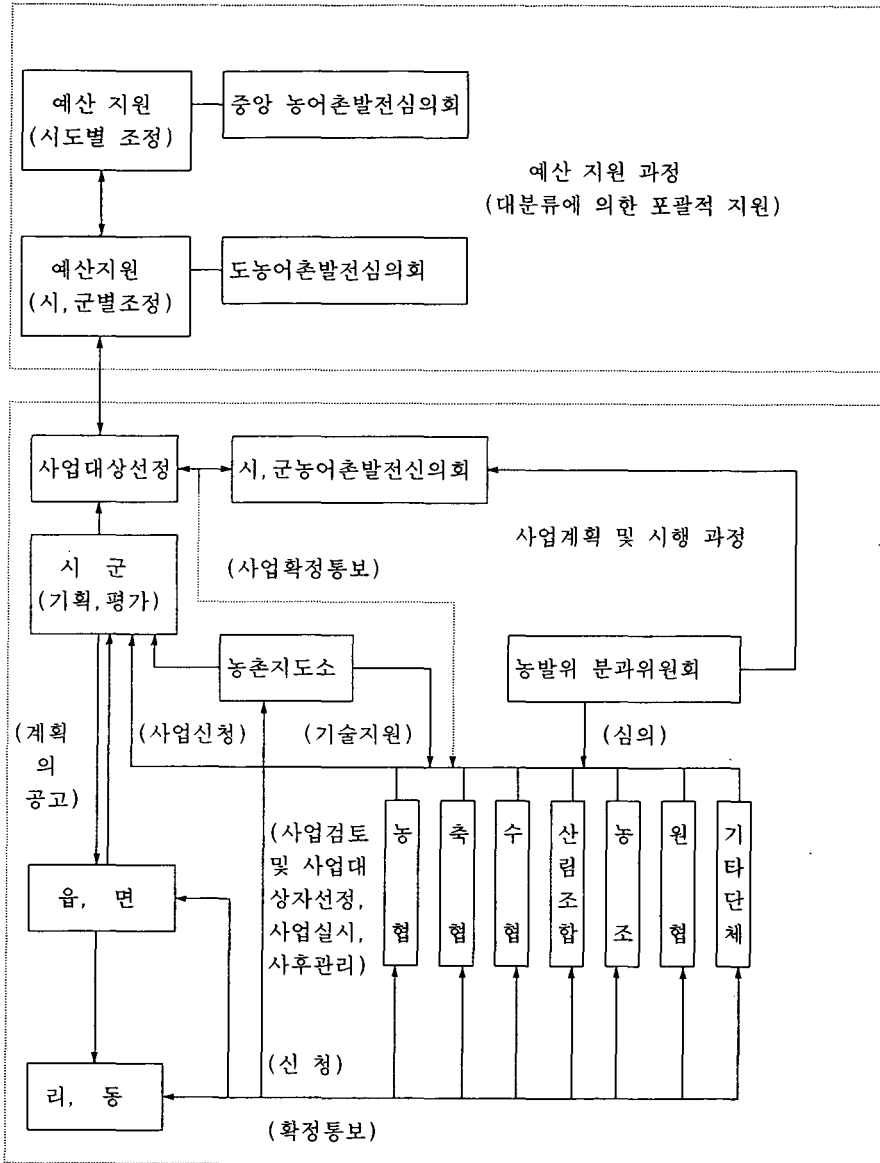 예산 지원
(시도별 조정)
중앙 농어촌발전심의회
예산 지원 과정
(대분류에 의한 포괄적 지원)
예산지원
(시,군별조정)
도농어촌발전심의회
사업대상선정
시,군농어촌발전신의회
사업계획 및 시행 과정
시 군
(기획,평가)
(사업확정통보)
농촌지도소
농발위 분과위원회
(계획
의
공고)
(사업신청)
(기술지원)
(심의)
(사업검토
및 사업대
상자선정,
사업실시,
사후관리)
농협
축협
수협
산림조합
농조
원협
기타단체
읍, 면
리, 동
(신 청)
(확정통보)